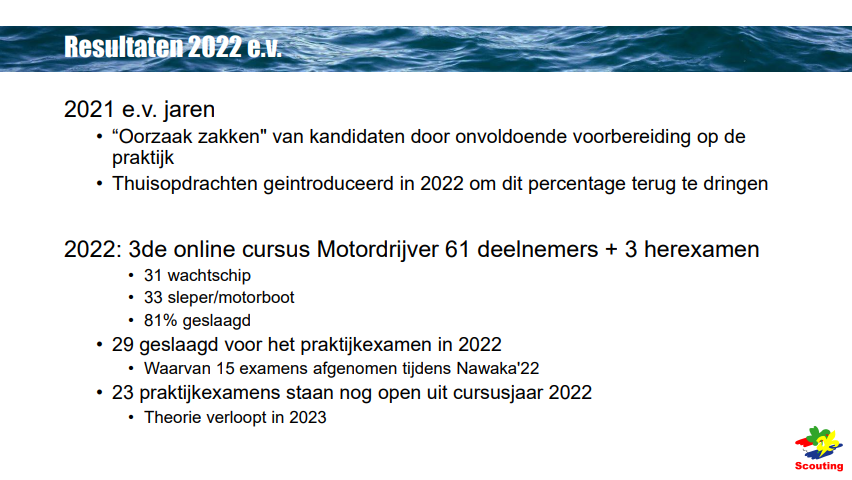 Resultaten 2022 e.v.
2021 e.v. jaren
• “Oorzaak zakken" van kandidaten door onvoldoende voorbereiding op de
praktijk
• Thuisopdrachten geintroduceerd in 2022 om dit percentage terug te dringen
2022: 3de online cursus Motordrijver 61 deelnemers + 3 herexamen
• 31 wachtschip
• 33 sleper/motorboot
• 81% geslaagd
• 29 geslaagd voor het praktijkexamen in 2022
• Waarvan 15 examens afgenomen tijdens Nawaka'22
• 23 praktijkexamens staan nog open uit cursusjaar 2022
• Theorie verloopt in 2023
Scouting